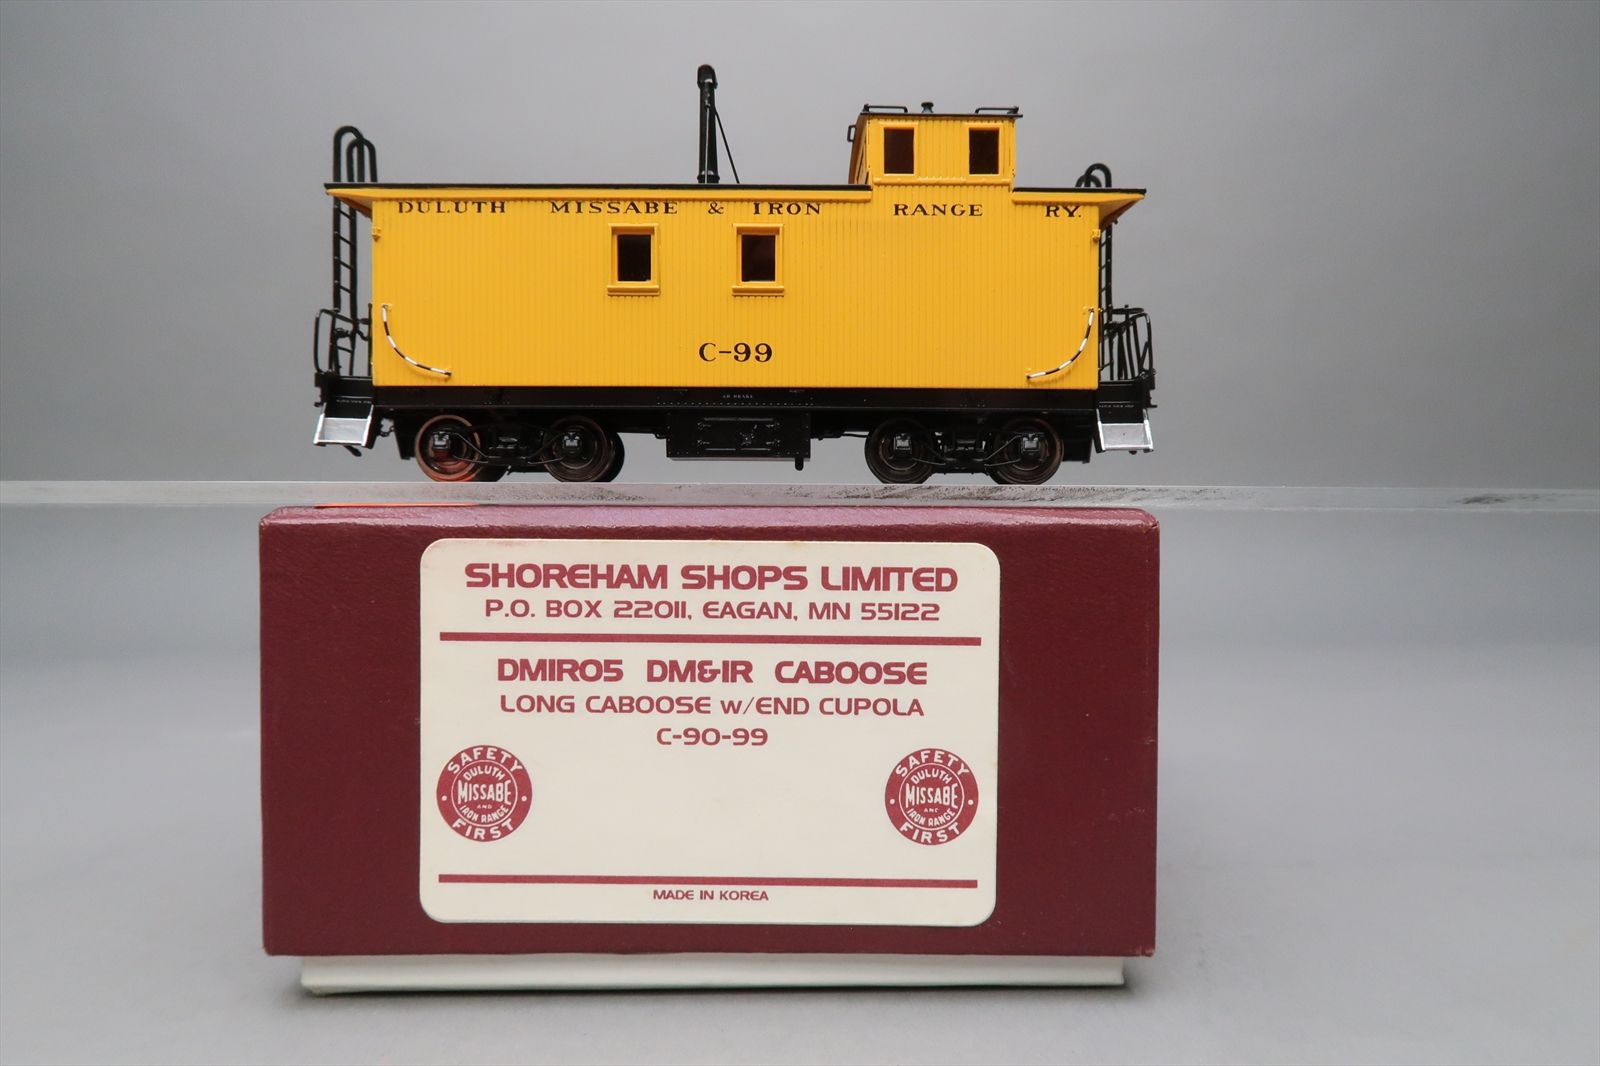 DULUTH MISSABE & IRON RANGE RY.
C-99
AB BRAKE
SHOREHAM SHOPS LIMITED
P.O. BOX 22011, EAGAN, MN 55122
DMIR05 DM&IR CABOOSE
LONG CABOOSE w/END CUPOLA
C-90-99
SAFETY
DULUTH
MISSABE
AND
IRON RANGE
FIRST
SAFETY
DULUTH
MISSABE
AND
IRON RANGE
FIRST
MADE IN KOREA